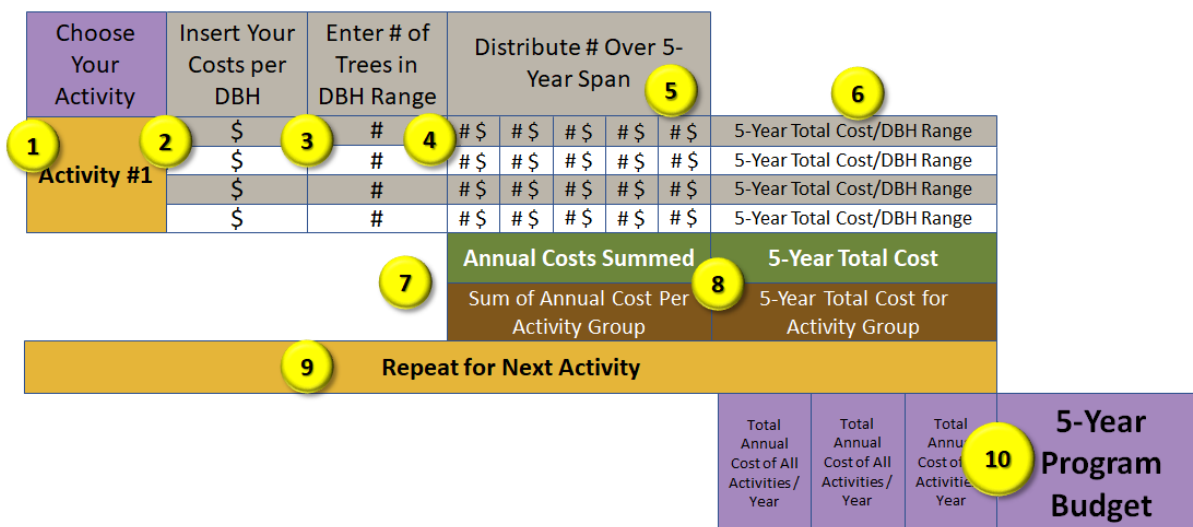 Choose
Your
Activity
Insert Your
Costs per
DBH
Enter # of
Trees in
DBH Range
Distribute # Over 5-
Year Span
5
6
1
Activity #1
2
3
4
$ # # $ # $ # $ # $ # $ 5-Year Total Cost/DBH Range
$ # # $ # $ # $ # $ # $ 5-Year Total Cost/DBH Range
$ # # $ # $ # $ # $ # $ 5-Year Total Cost/DBH Range
$ # # $ # $ # $ # $ # $ 5-Year Total Cost/DBH Range
7
Annual Costs Summed
5-Year Total Cost
8
Sum of Annual Cost Per
Activity Group
5-Year Total Cost for
Activity Group
9
Repeat for Next Activity
Total
Annual
Cost of All
Activities /
Year
Total
Annual
Cost of All
Activities /
Year
Total
Cost of
Activities
Year
10
5-Year
Program
Budget